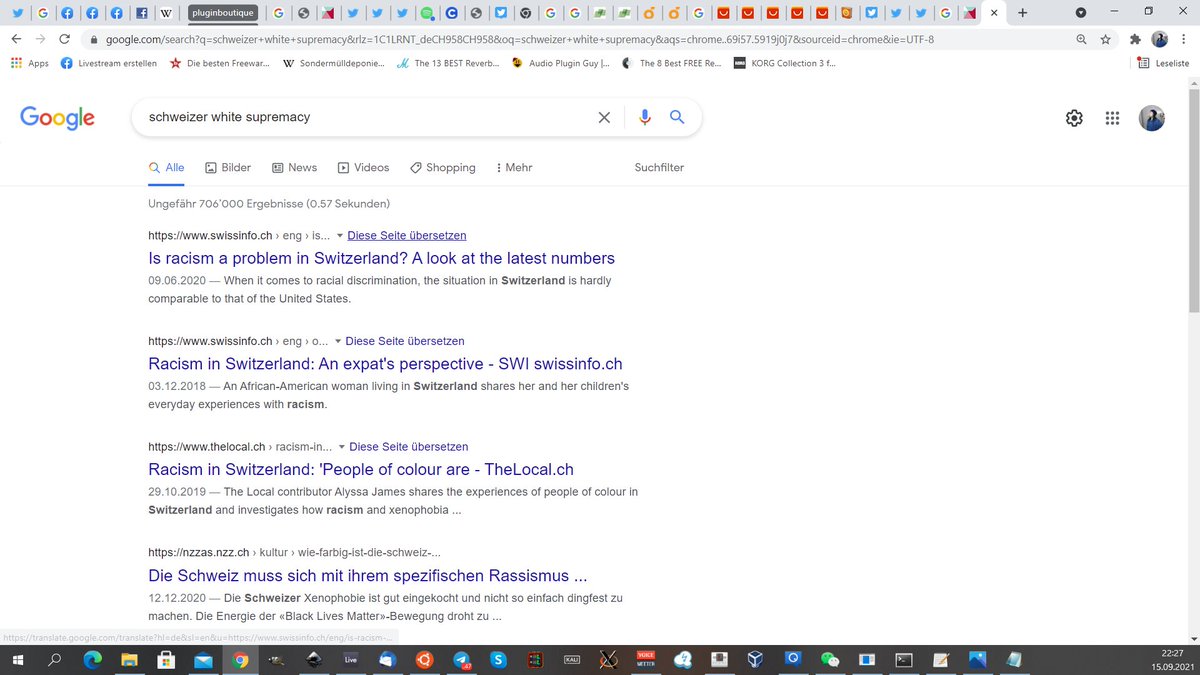 pluginboutique
google.com/search?q=schweizer+white+supremacy&rlz=1C1LRNT_deCH958CH958&oq=schweizer+white+supremacy&aqs=chrome..69i57.5919j0j7&sourceid=chrome&ie=UTF-8
Apps Livestream erstellen Die besten Freewar... Sondermülldeponie... The 13 BEST Reverb... Audio Plugin Guy |... The 8 Best FREE Re... KORG Collection 3 f... Leseliste
Google schweizer white supremacy
Alle Bilder News Videos Shopping Mehr Suchfilter
Ungefähr 706'000 Ergebnisse (0.57 Sekunden)
https://www.swissinfo.ch › eng › is... Diese Seite übersetzen
Is racism a problem in Switzerland? A look at the latest numbers
09.06.2020 — When it comes to racial discrimination, the situation in Switzerland is hardly
comparable to that of the United States.
https://www.swissinfo.ch › eng › o... Diese Seite übersetzen
Racism in Switzerland: An expat's perspective - SWI swissinfo.ch
03.12.2018 — An African-American woman living in Switzerland shares her and her children's
everyday experiences with racism.
https://www.thelocal.ch › racism-in... Diese Seite übersetzen
Racism in Switzerland: 'People of colour are - TheLocal.ch
29.10.2019 — The Local contributor Alyssa James shares the experiences of people of colour in
Switzerland and investigates how racism and xenophobia ...
https://nzzas.nzz.ch › kultur › wie-farbig-ist-die-schweiz-...
Die Schweiz muss sich mit ihrem spezifischen Rassismus ...
12.12.2020 — Die Schweizer Xenophobie ist gut eingekocht und nicht so einfach dingfest zu
machen. Die Energie der «Black Lives Matter»-Bewegung droht zu ...
https://translate.google.com/translate?hl=de&sl=en&u=https://www.swissinfo.ch/eng/is-racism-...
Live 47 KALI VOICE MEETER
22:27
15.09.2021